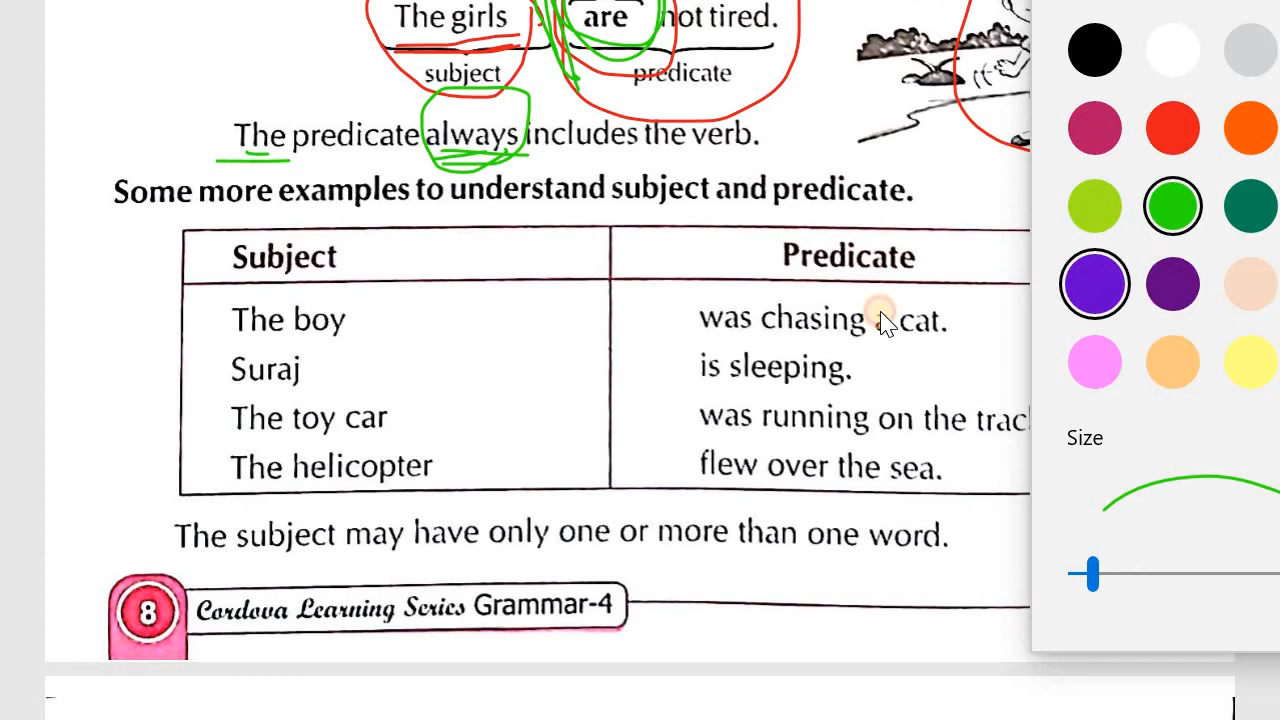 The girls are not tired.
subject predicate
The predicate always includes the verb.
Some more examples to understand subject and predicate.
Subject Predicate
The boy was chasing a cat.
Suraj is sleeping.
The toy car was running on the
The helicopter flew over the sea.
The subject may have only one or more than one word.
8 Cordova Learning Series Grammar-4
Size